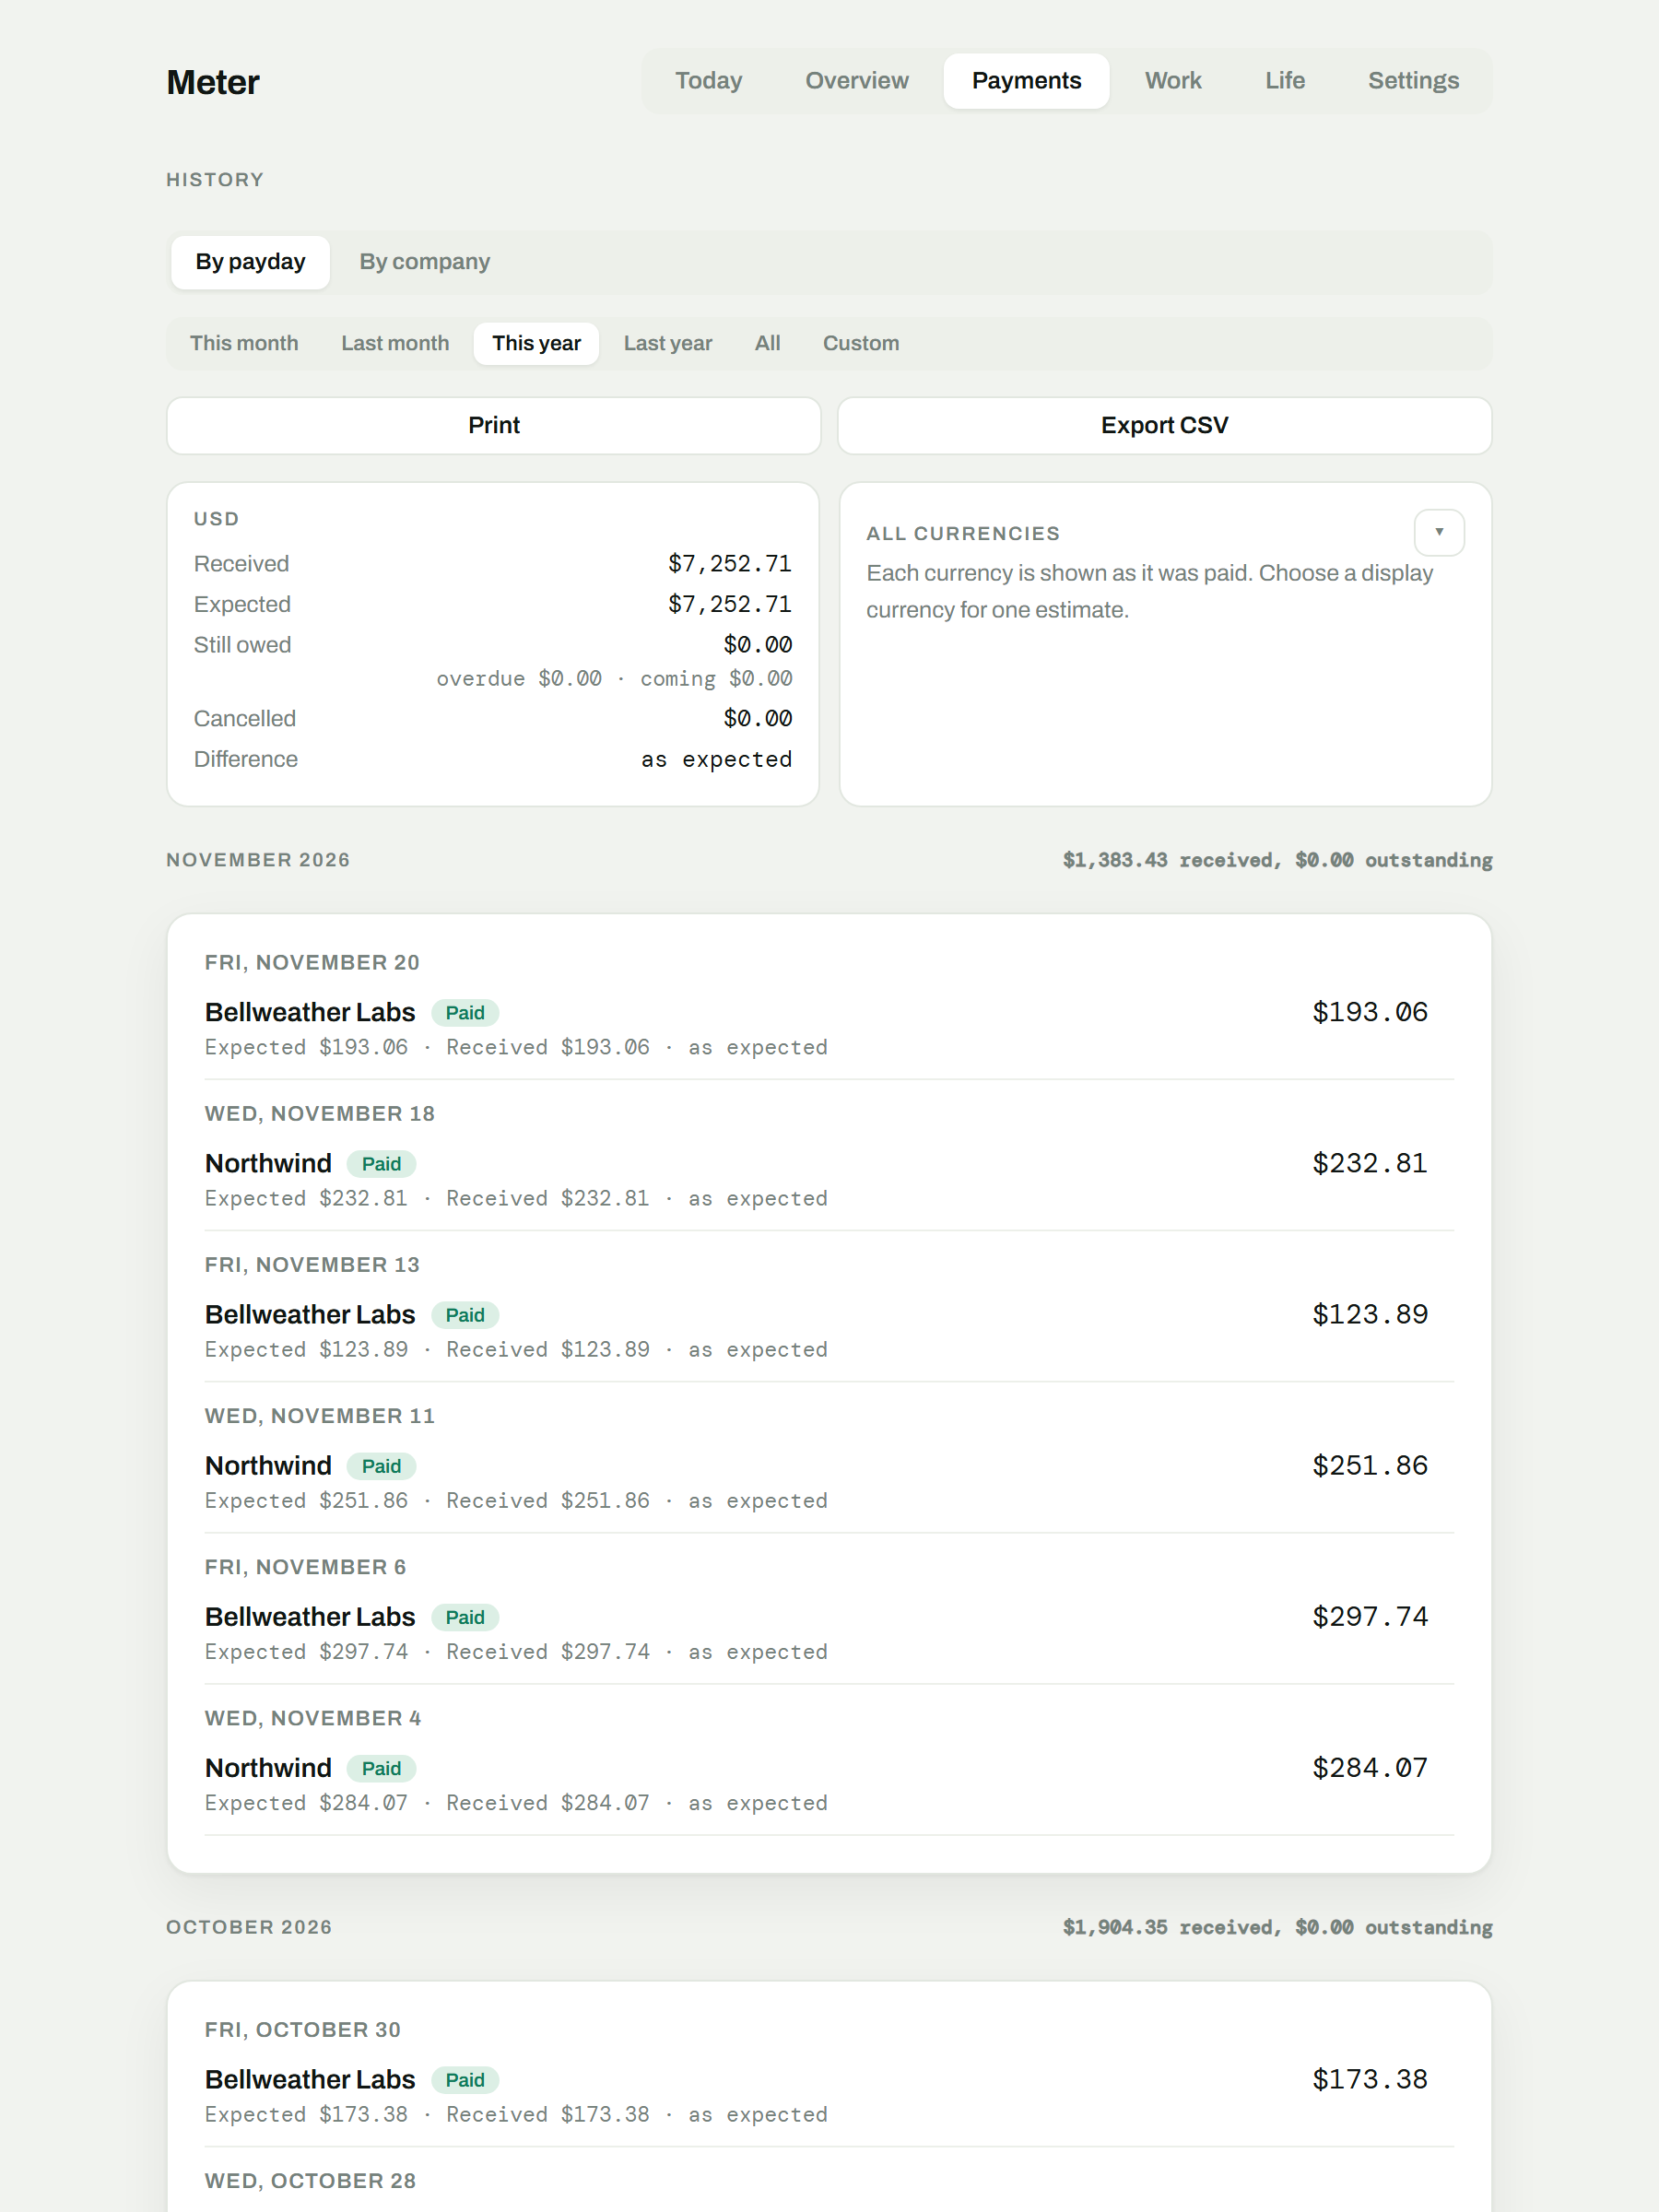 Meter
Today Overview Payments Work Life Settings
HISTORY
By payday By company
This month Last month This year Last year All Custom
Print Export CSV
USD
Received $7,252.71
Expected $7,252.71
Still owed $0.00
overdue $0.00 · coming $0.00
Cancelled $0.00
Difference as expected
ALL CURRENCIES ▼
Each currency is shown as it was paid. Choose a display
currency for one estimate.
NOVEMBER 2026 $1,383.43 received, $0.00 outstanding
FRI, NOVEMBER 20
Bellweather Labs Paid $193.06
Expected $193.06 · Received $193.06 · as expected
WED, NOVEMBER 18
Northwind Paid $232.81
Expected $232.81 · Received $232.81 · as expected
FRI, NOVEMBER 13
Bellweather Labs Paid $123.89
Expected $123.89 · Received $123.89 · as expected
WED, NOVEMBER 11
Northwind Paid $251.86
Expected $251.86 · Received $251.86 · as expected
FRI, NOVEMBER 6
Bellweather Labs Paid $297.74
Expected $297.74 · Received $297.74 · as expected
WED, NOVEMBER 4
Northwind Paid $284.07
Expected $284.07 · Received $284.07 · as expected
OCTOBER 2026 $1,904.35 received, $0.00 outstanding
FRI, OCTOBER 30
Bellweather Labs Paid $173.38
Expected $173.38 · Received $173.38 · as expected
WED, OCTOBER 28